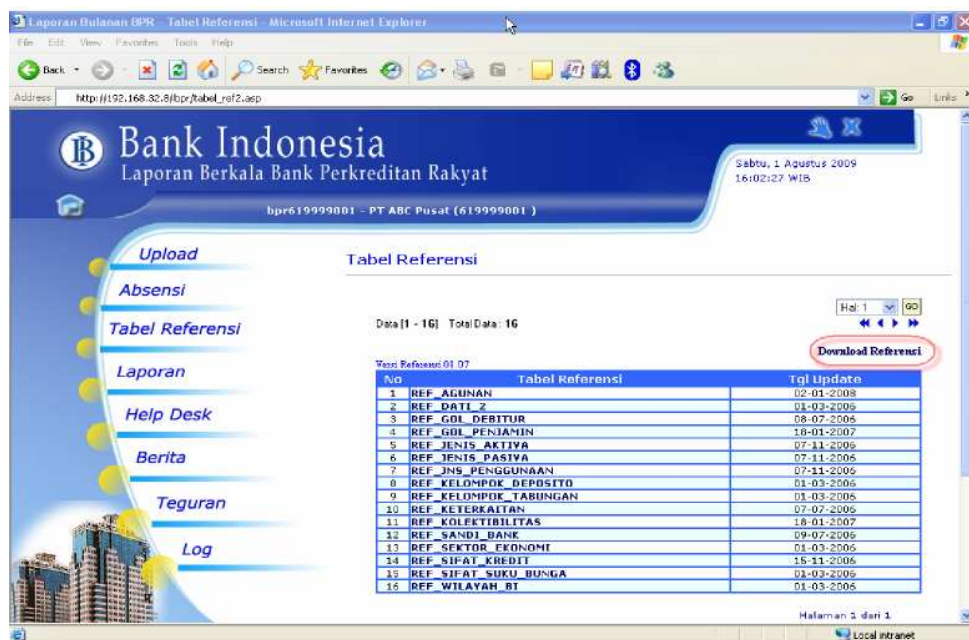 Laporan Bulanan BPR - Tabel Referensi - Microsoft Internet Explorer
File Edit View Favorites Tools Help
Back Search Favorites
Address http://192.168.32.8/lbpr/tabel_ref2.asp Go Links
Bank Indonesia
Laporan Berkala Bank Perkreditan Rakyat
Sabtu, 1 Agustus 2009
16:02:27 WIB
bpr619999001 - PT ABC Pusat (619999001 )
Upload
Absensi
Tabel Referensi
Laporan
Help Desk
Berita
Teguran
Log
Tabel Referensi
Hal: 1 GO
Data [1 - 16] Total Data : 16
Download Referensi
Versi Referensi 01.07
No Tabel Referensi Tgl Update
1 REF_AGUNAN 02-01-2008
2 REF_DATI_2 01-03-2006
3 REF_GOL_DEBITUR 08-07-2006
4 REF_GOL_PENJAMIN 18-01-2007
5 REF_JENIS_AKTIVA 07-11-2006
6 REF_JENIS_PASIVA 07-11-2006
7 REF_JNS_PENGGUNAAN 07-11-2006
8 REF_KELOMPOK_DEPOSITO 01-03-2006
9 REF_KELOMPOK_TABUNGAN 01-03-2006
10 REF_KETERKAITAN 07-07-2006
11 REF_KOLEKTIBILITAS 18-01-2007
12 REF_SANDI_BANK 09-07-2006
13 REF_SEKTOR_EKONOMI 01-03-2006
14 REF_SIFAT_KREDIT 15-11-2006
15 REF_SIFAT_SUKU_BUNGA 01-03-2006
16 REF_WILAYAH_BI 01-03-2006
Halaman 1 dari 1
Local intranet